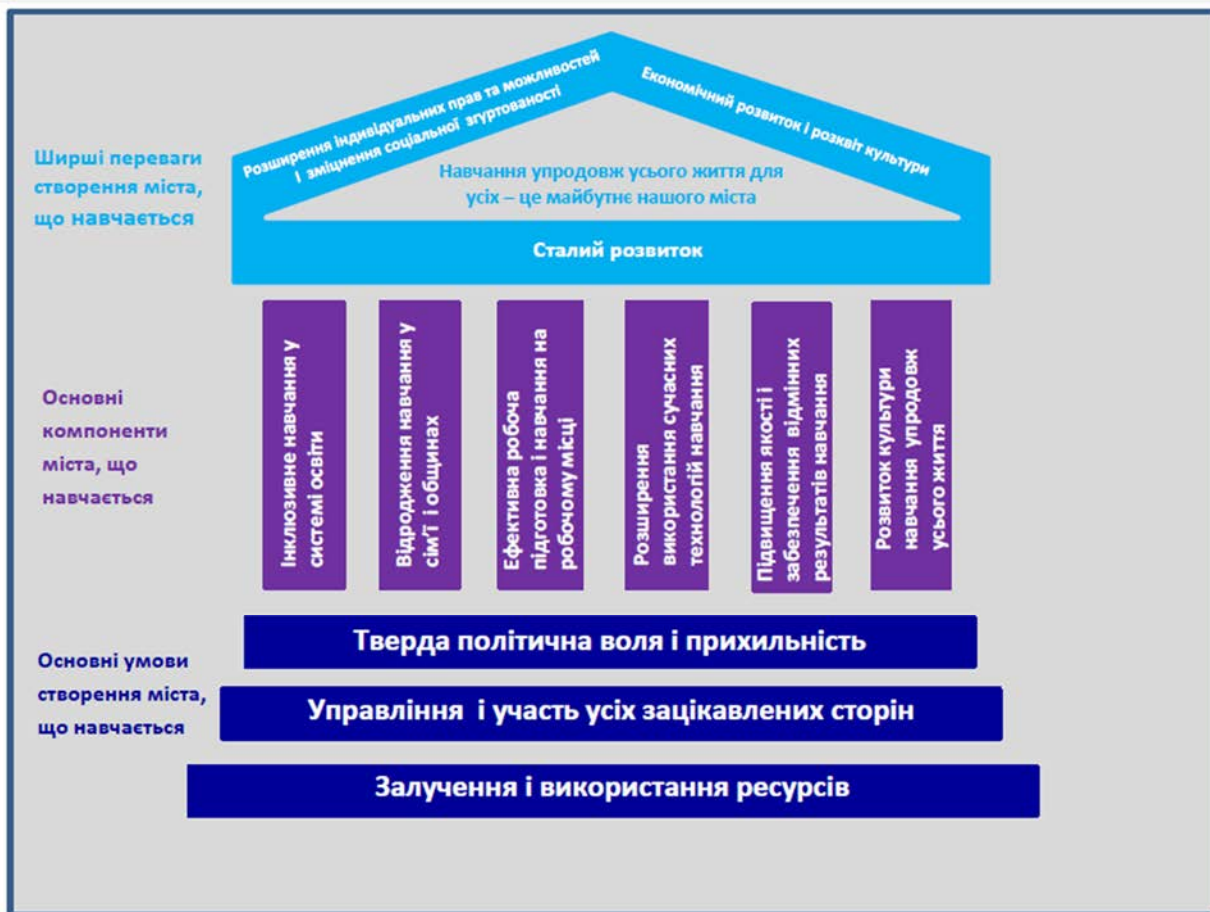 Розширення індивідуальних прав та можливостей
І зміцнення соціальної згуртованості
Економічний розвиток і розквіт культури
Ширші переваги
створення міста,
що навчається
Навчання упродовж усього життя для
усіх – це майбутнє нашого міста
Сталий розвиток
Основні
компоненти
міста, що
навчається
Інклюзивне навчання у
системі освіти
Відродження навчання у
сім'ї і общинах
Ефективна робоча
підготовка і навчання на
робочому місці
Розширення
використання сучасних
технологій навчання
Підвищення якості і
забезпечення відмінних
результатів навчання
Розвиток культури
навчання упродовж
усього життя
Основні умови
створення міста,
що навчається
Тверда політична воля і прихильність
Управління і участь усіх зацікавлених сторін
Залучення і використання ресурсів